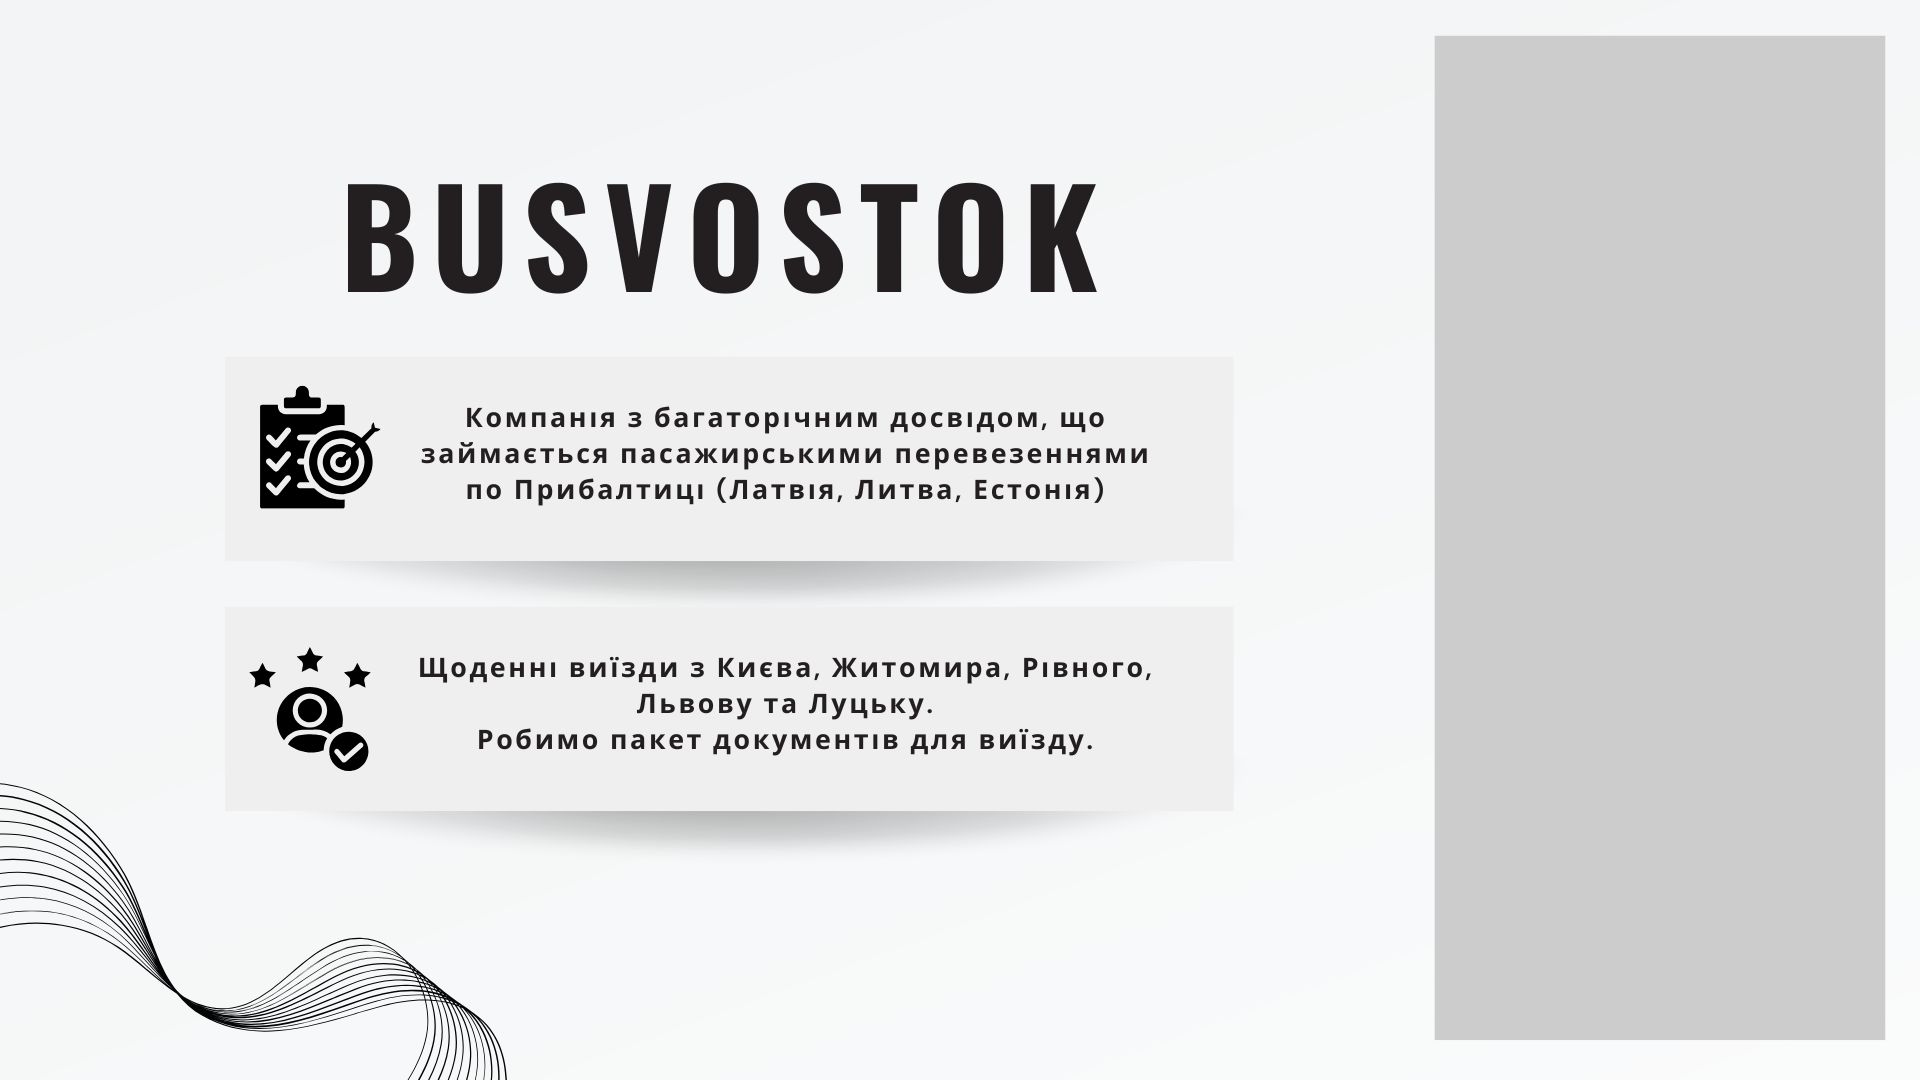 BUSVOSTOK
Компанія з багаторічним досвідом, що
займається пасажирськими перевезеннями
по Прибалтиці (Латвія, Литва, Естонія)
Щоденні виїзди з Києва, Житомира, Рівного,
Львову та Луцьку.
Робимо пакет документів для виїзду.